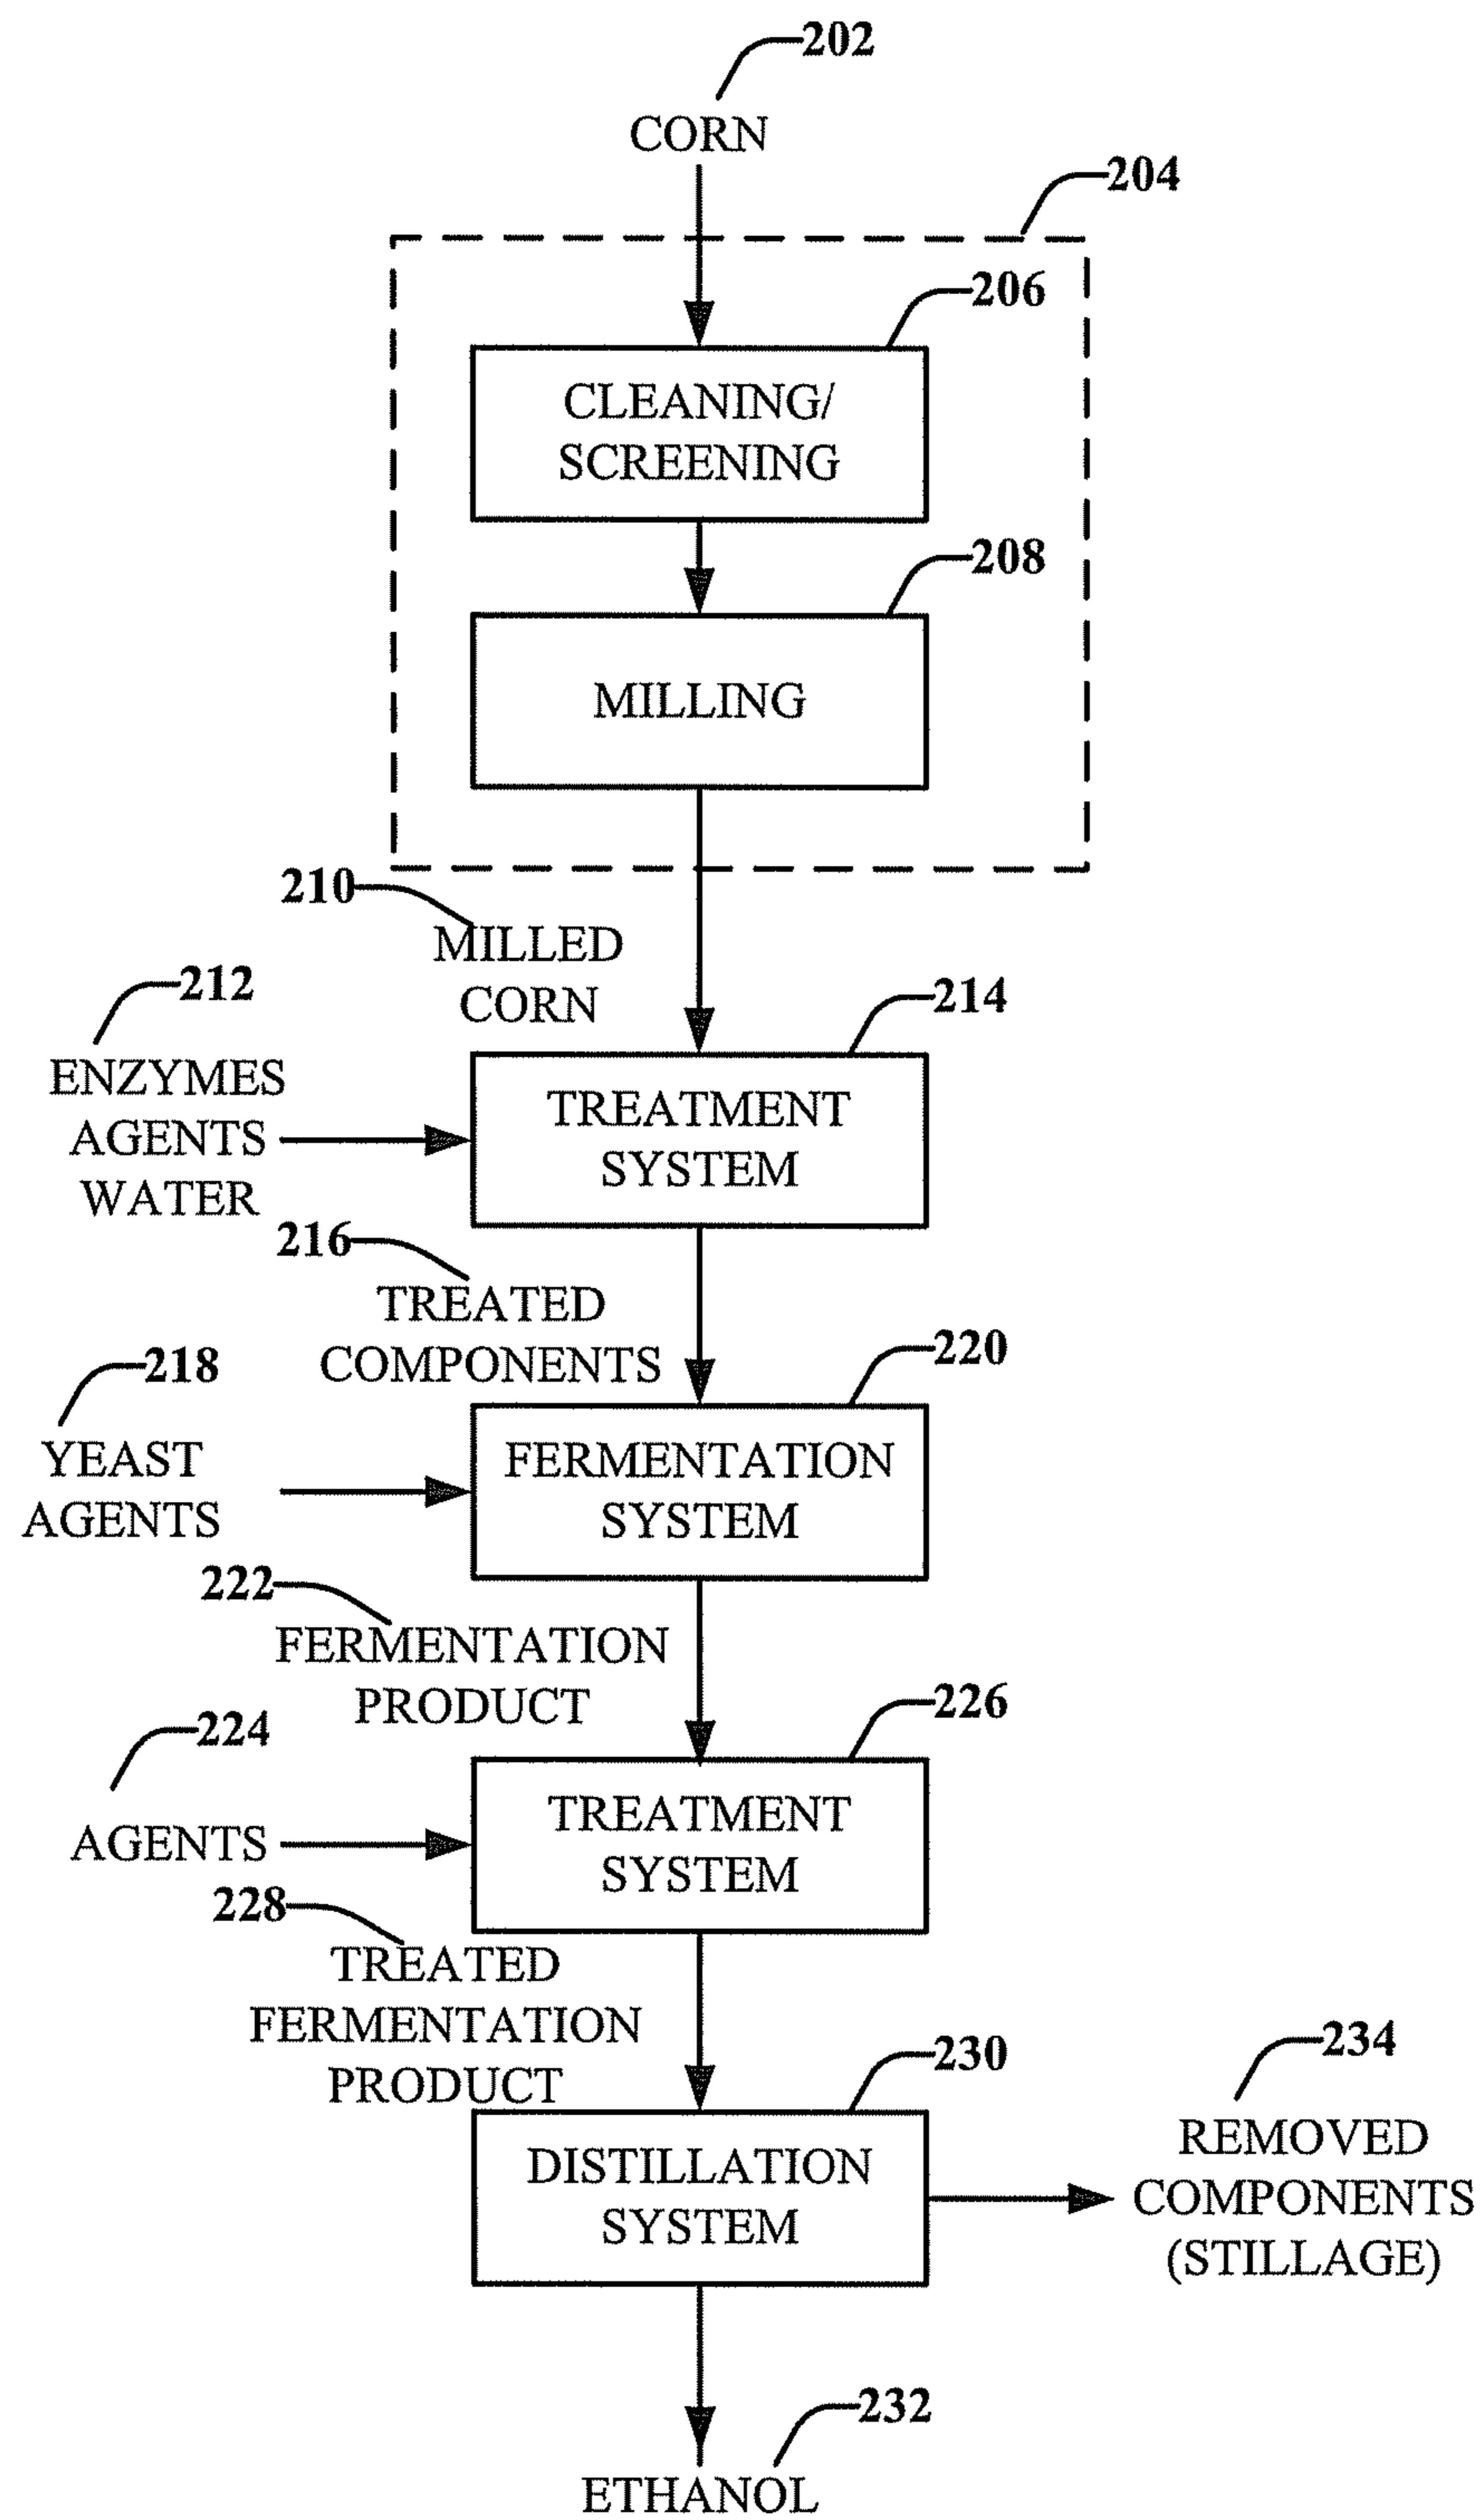 202
CORN
204
206
CLEANING/
SCREENING
208
MILLING
210
MILLED
CORN
212
ENZYMES
AGENTS
WATER
214
TREATMENT
SYSTEM
216
TREATED
COMPONENTS
218
YEAST
AGENTS
220
FERMENTATION
SYSTEM
222
FERMENTATION
PRODUCT
224
AGENTS
226
TREATMENT
SYSTEM
228
TREATED
FERMENTATION
PRODUCT
230
DISTILLATION
SYSTEM
234
REMOVED
COMPONENTS
(STILLAGE)
232
ETHANOL